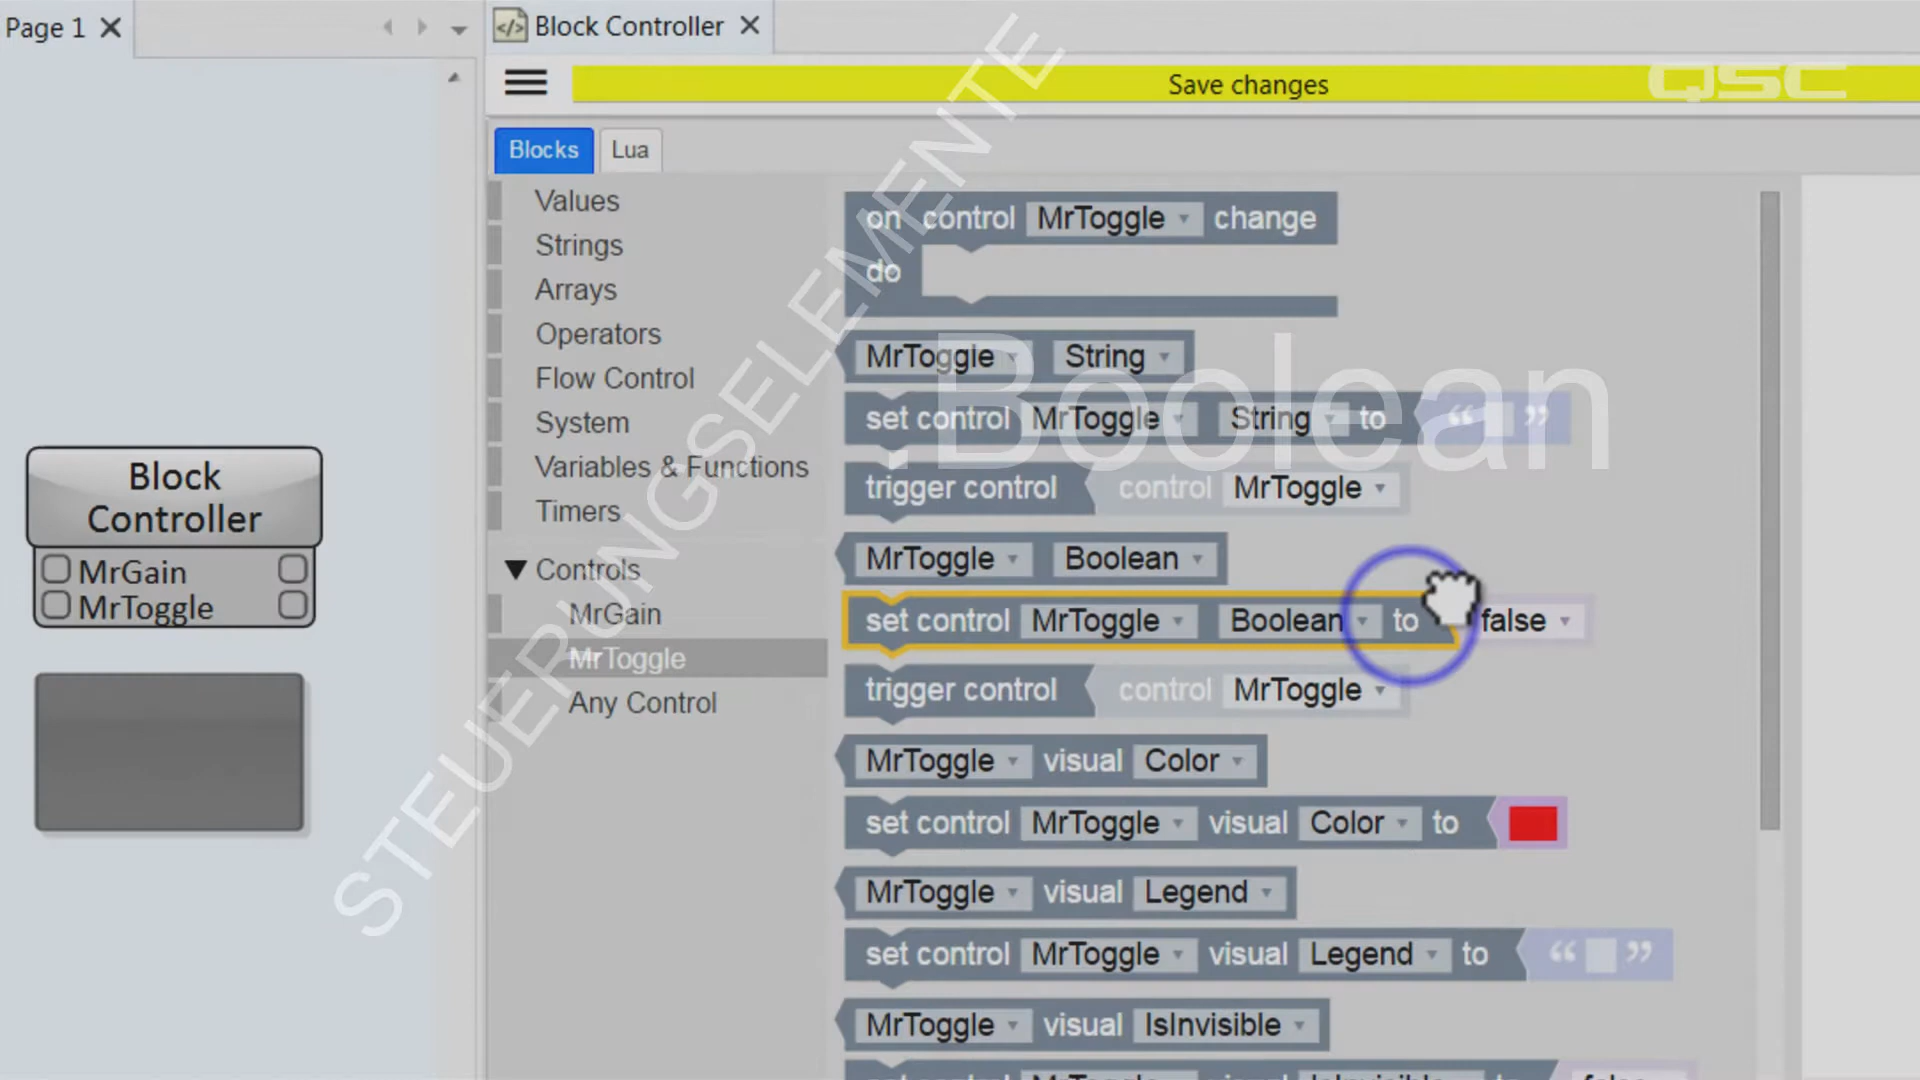 Page 1
Block Controller
Save changes
QSC
Blocks
Lua
Values
Strings
Arrays
Operators
Flow Control
System
Variables & Functions
Timers
Controls
MrGain
MrToggle
Any Control
Block
Controller
MrGain
MrToggle
on control MrToggle change
do
MrToggle String
set control MrToggle String to “ ”
trigger control control MrToggle
MrToggle Boolean
set control MrToggle Boolean to false
trigger control control MrToggle
MrToggle visual Color
set control MrToggle visual Color to
MrToggle visual Legend
set control MrToggle visual Legend to “ ”
MrToggle visual IsInvisible
STEUERUNGSELEMENTE
.Boolean